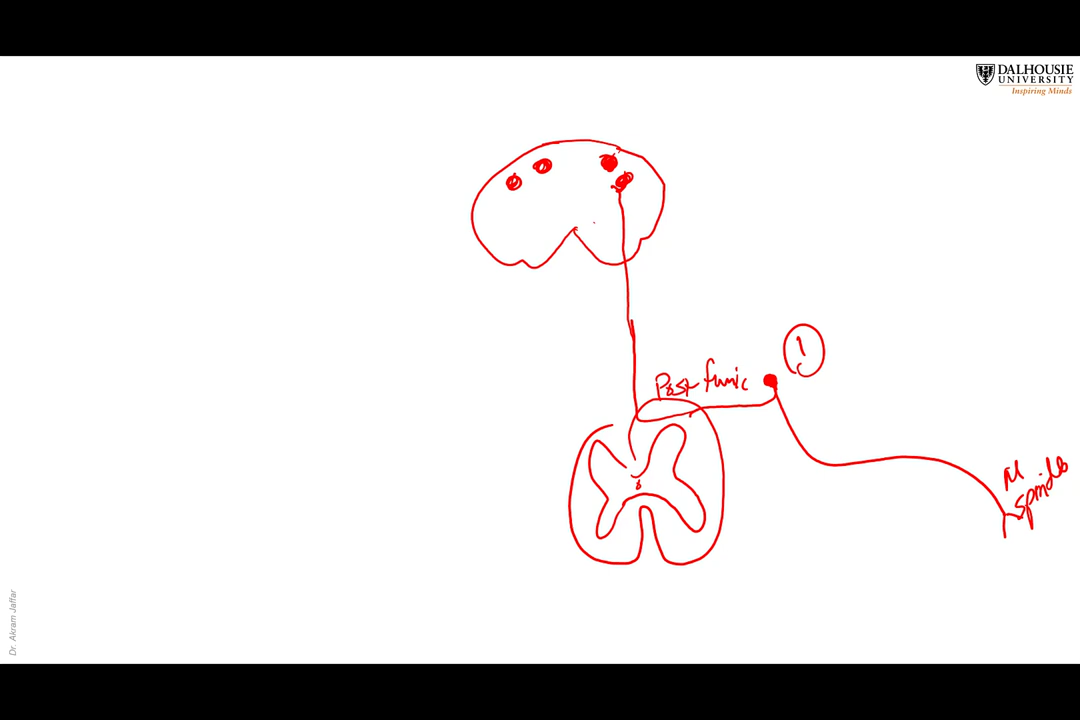 DALHOUSIE
UNIVERSITY
Inspiring Minds
1
Post funic
M
spindle
Dr. Akram Jaffar